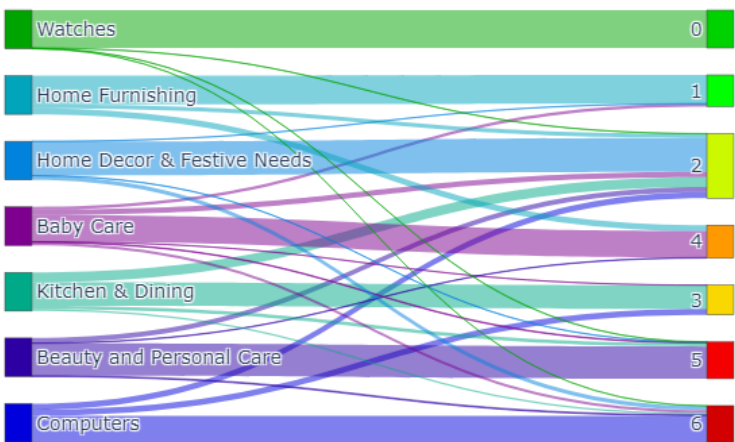 Watches
0
Home Furnishing
1
Home Decor & Festive Needs
2
Baby Care
4
Kitchen & Dining
3
Beauty and Personal Care
5
Computers
6